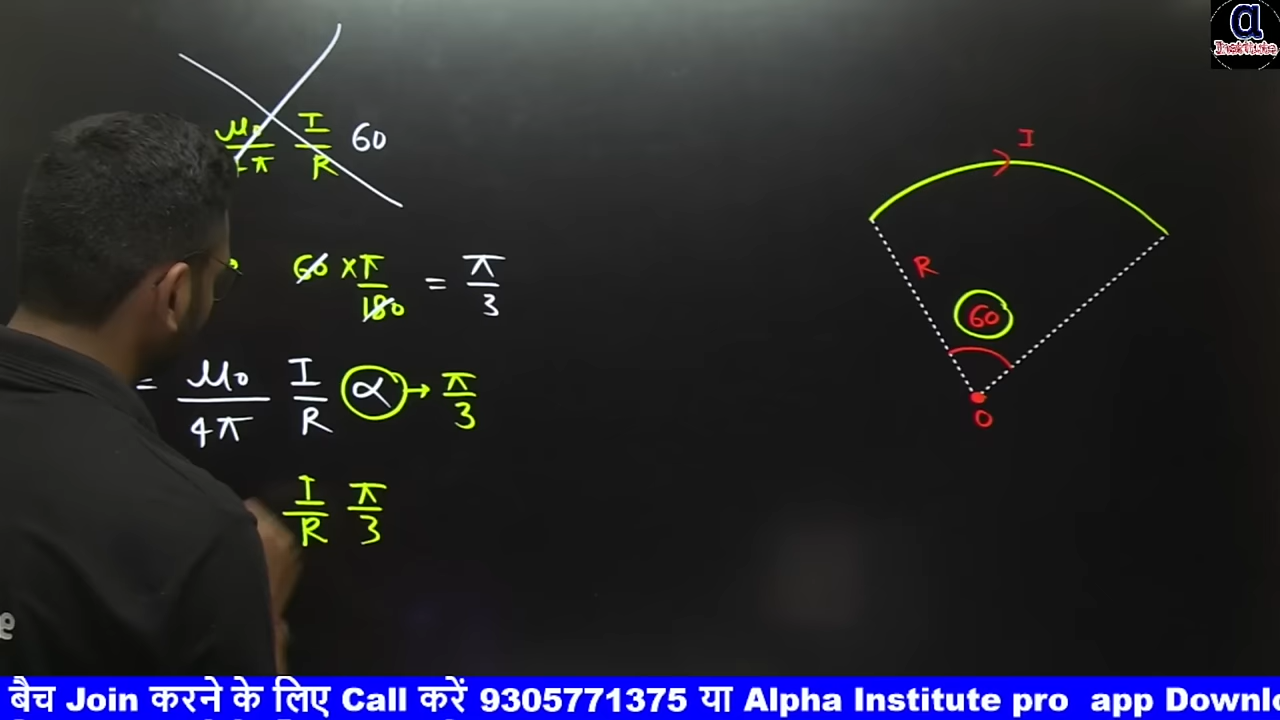 α
Institute
μ₀/4π I/R 60
60 × π/180 = π/3
= μ₀/4π I/R α → π/3
I/R π/3
I
R
60
O
बैच Join करने के लिए Call करें 9305771375 या Alpha Institute pro app Downlo